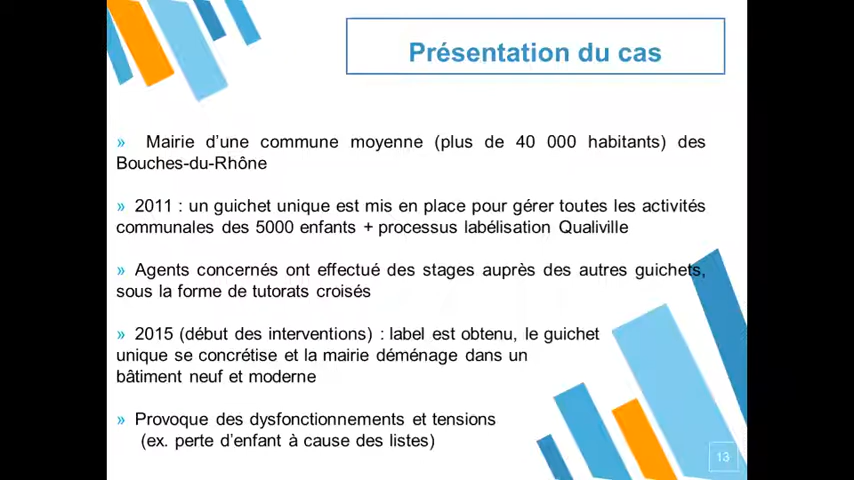 Présentation du cas
» Mairie d'une commune moyenne (plus de 40 000 habitants) des
Bouches-du-Rhône
» 2011 : un guichet unique est mis en place pour gérer toutes les activités
communales des 5000 enfants + processus labélisation Qualiville
» Agents concernés ont effectué des stages auprès des autres guichets,
sous la forme de tutorats croisés
» 2015 (début des interventions) : label est obtenu, le guichet
unique se concrétise et la mairie déménage dans un
bâtiment neuf et moderne
» Provoque des dysfonctionnements et tensions
(ex. perte d'enfant à cause des listes)
13